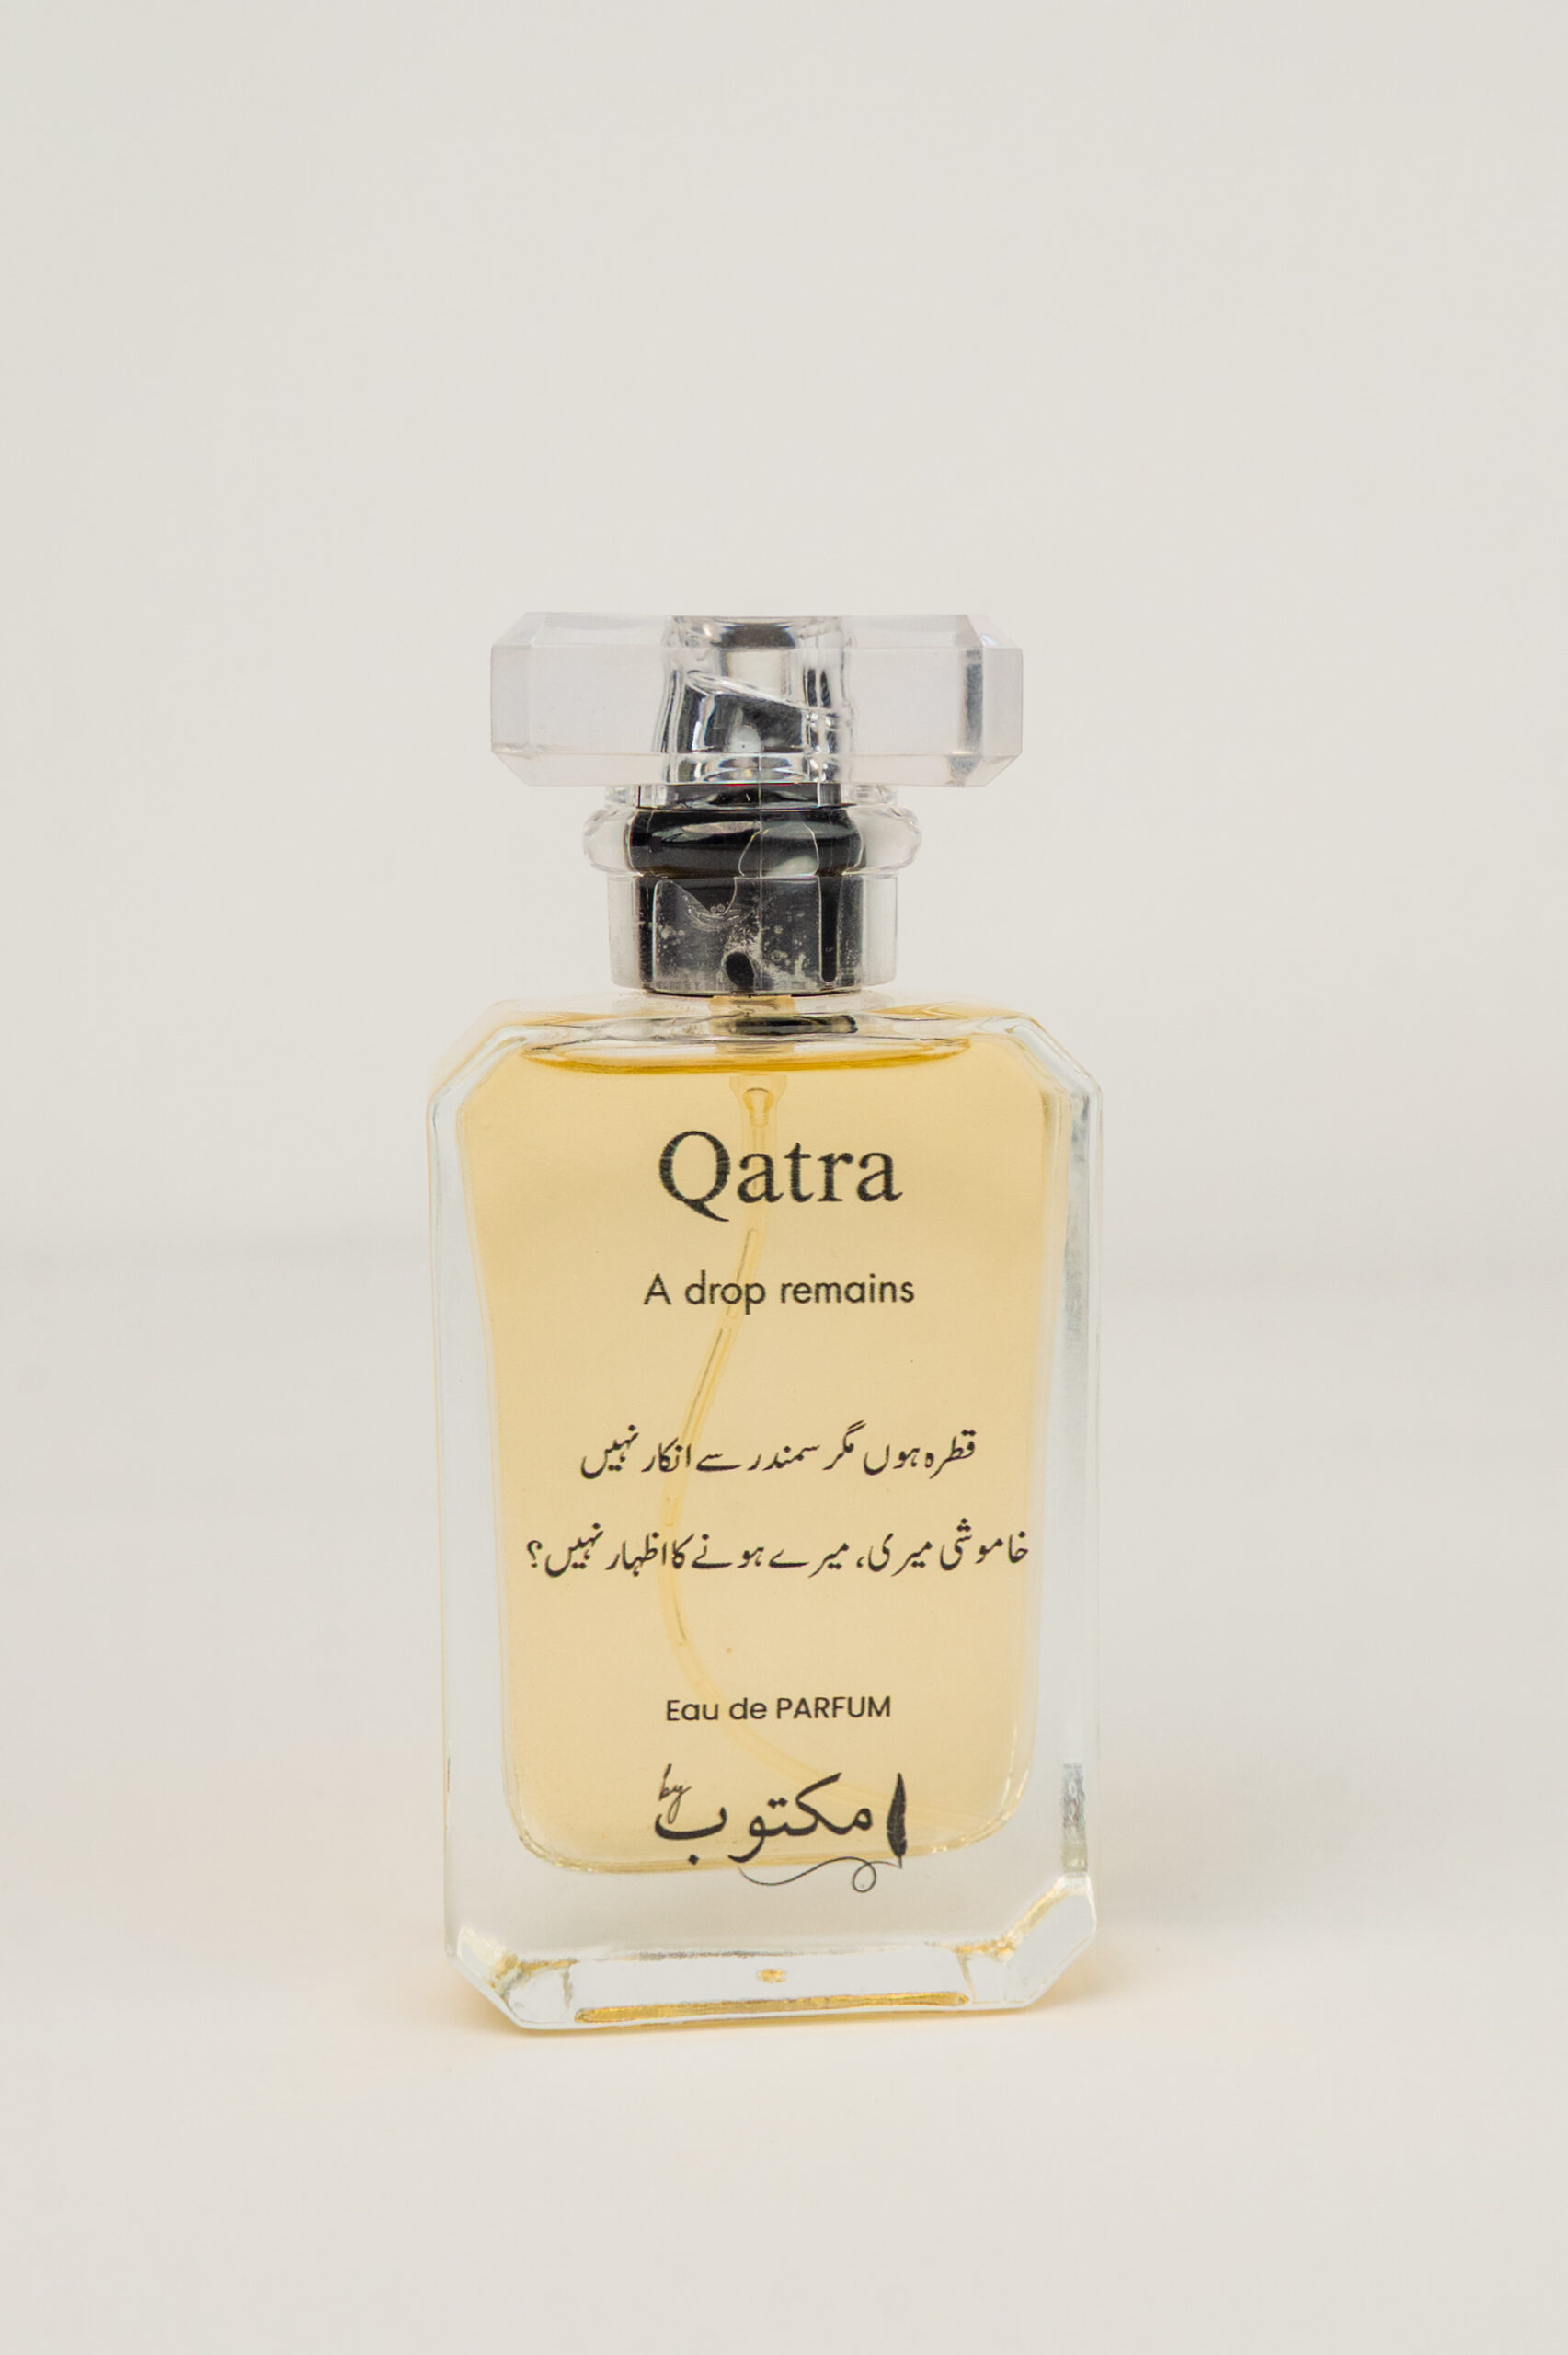 Qatra
A drop remains
قطرہ ہوں مگر سمندر سے انکار نہیں
خاموشی میری، میرے ہونے کا اظہار نہیں؟
Eau de PARFUM
by مکتوب